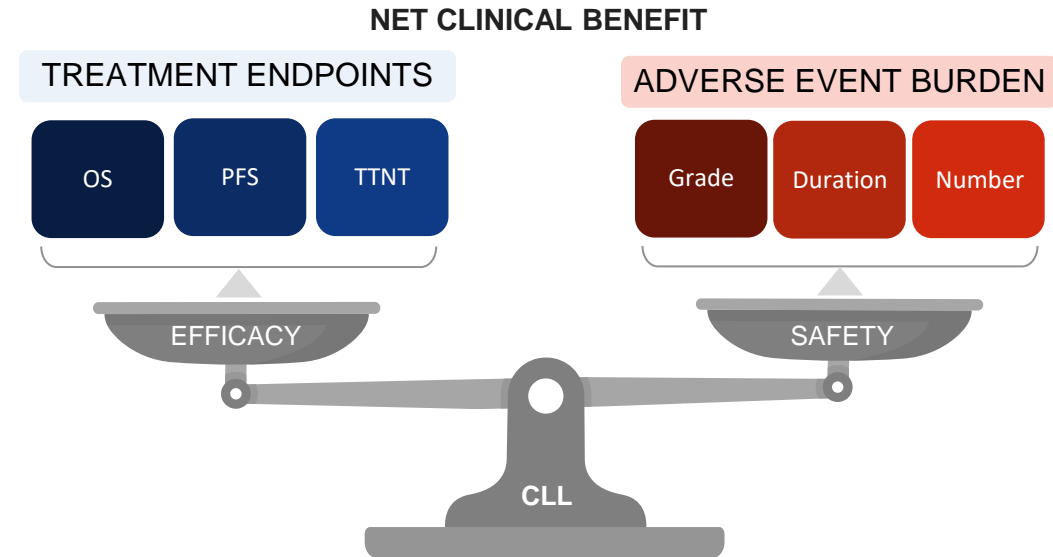 NET CLINICAL BENEFIT
TREATMENT ENDPOINTS
ADVERSE EVENT BURDEN
OS
PFS
TTNT
Grade
Duration
Number
EFFICACY
SAFETY
CLL